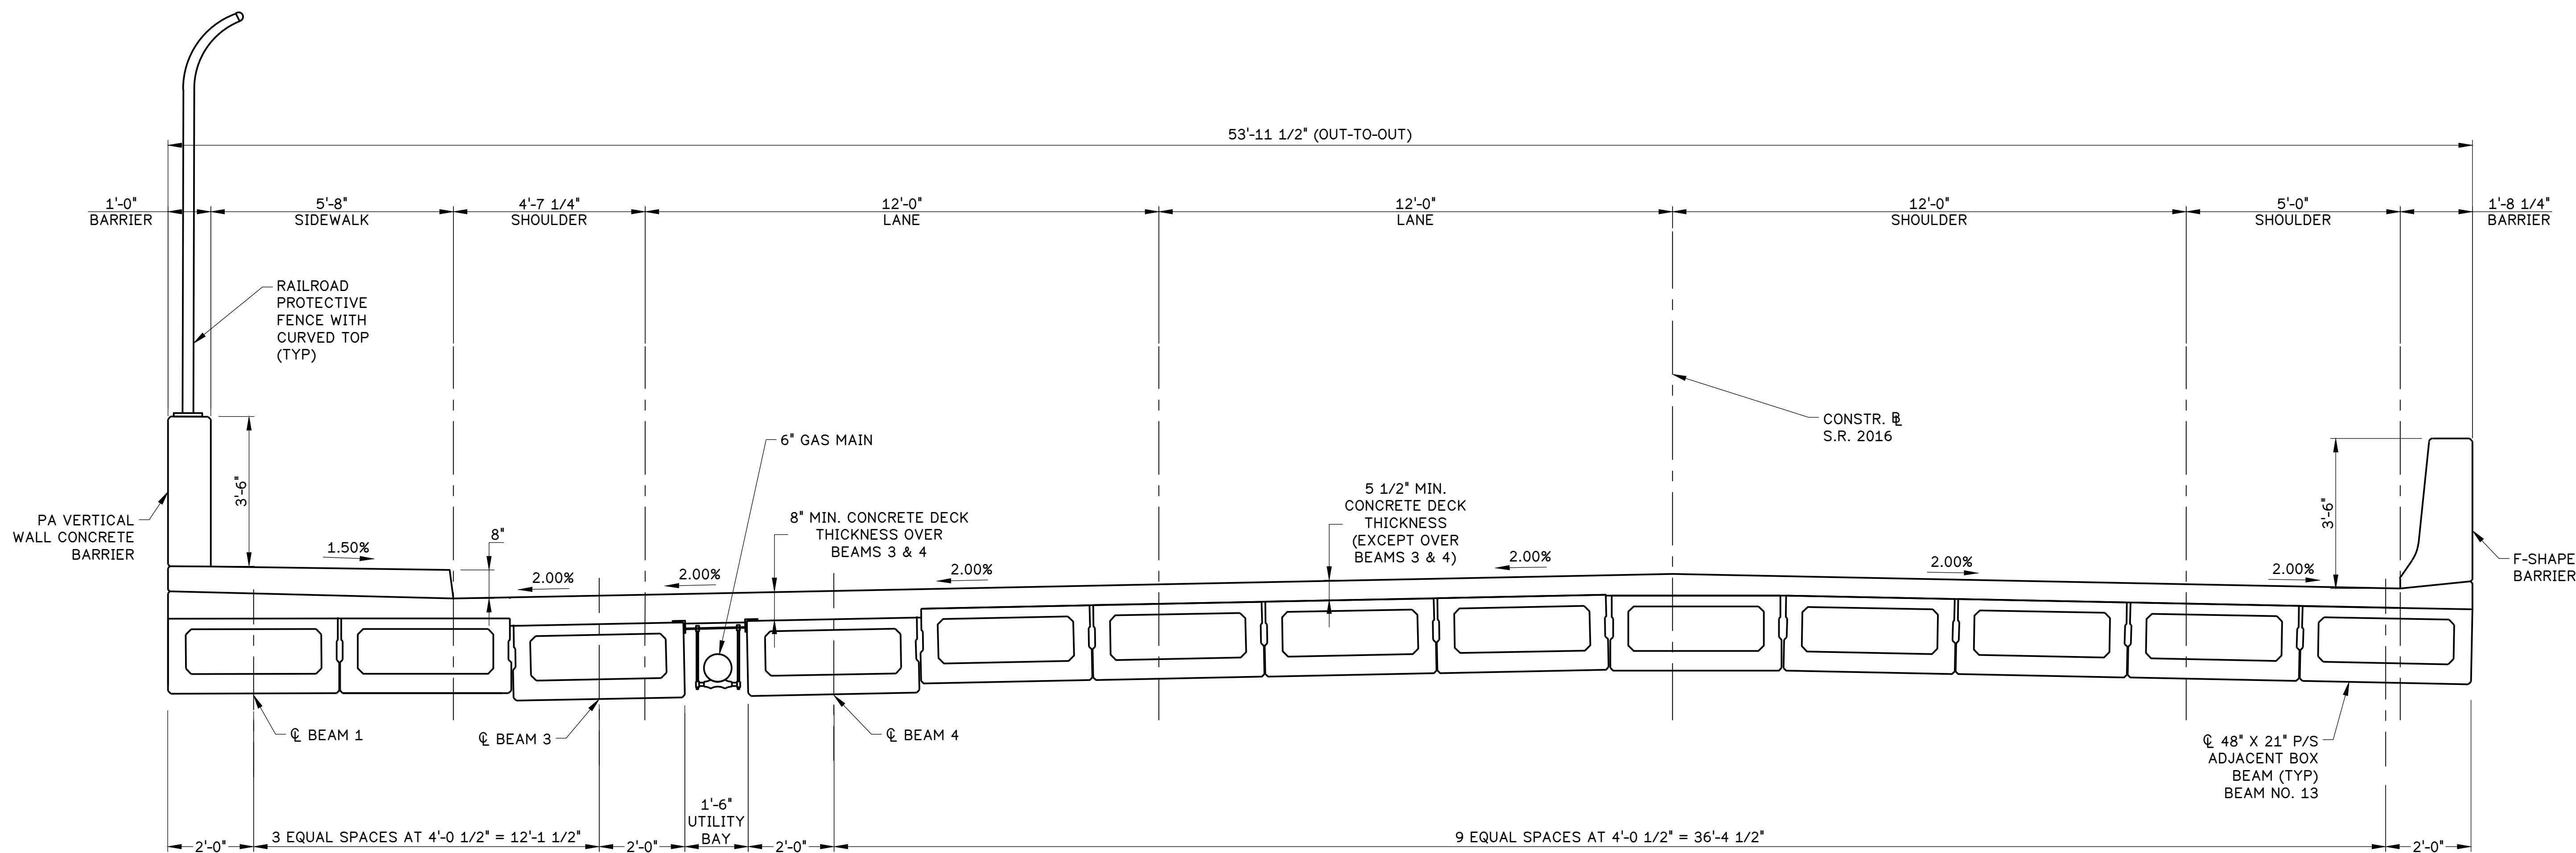 53'-11 1/2" (OUT-TO-OUT)
1'-0"
BARRIER
5'-8"
SIDEWALK
4'-7 1/4"
SHOULDER
12'-0"
LANE
12'-0"
LANE
12'-0"
SHOULDER
5'-0"
SHOULDER
1'-8 1/4"
BARRIER
RAILROAD
PROTECTIVE
FENCE WITH
CURVED TOP
(TYP)
CONSTR. BL
S.R. 2016
6" GAS MAIN
3'-6"
3'-6"
PA VERTICAL
WALL CONCRETE
BARRIER
8" MIN. CONCRETE DECK
THICKNESS OVER
BEAMS 3 & 4
5 1/2" MIN.
CONCRETE DECK
THICKNESS
(EXCEPT OVER
BEAMS 3 & 4)
F-SHAPE
BARRIER
1.50%
8"
2.00%
2.00%
2.00%
2.00%
2.00%
2.00%
CL BEAM 1
CL BEAM 3
CL BEAM 4
CL 48" X 21" P/S
ADJACENT BOX
BEAM (TYP)
BEAM NO. 13
2'-0"
3 EQUAL SPACES AT 4'-0 1/2" = 12'-1 1/2"
2'-0"
1'-6"
UTILITY
BAY
2'-0"
9 EQUAL SPACES AT 4'-0 1/2" = 36'-4 1/2"
2'-0"